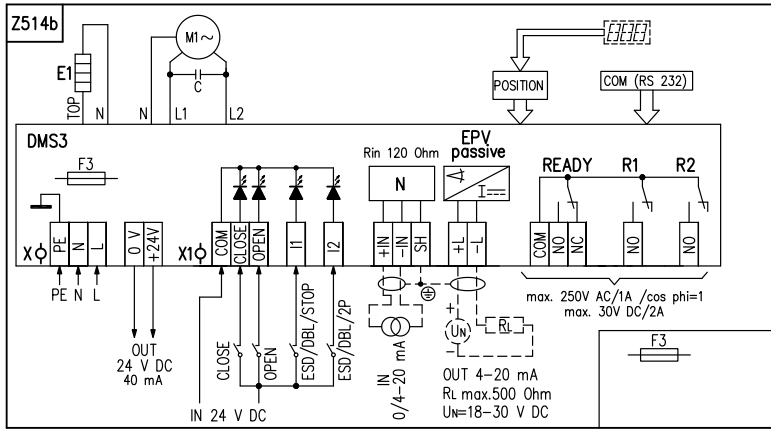 Z514b
M1~
E1
C
TOP
N
N
L1
L2
POSITION
COM (RS 232)
DMS3
F3
Rin 120 Ohm
N
EPV
passive
I
READY
R1
R2
PE
N
L
0 V
+24V
COM
CLOSE
OPEN
I1
I2
+IN
-IN
SH
+L
-L
COM
NO
NC
NO
NO
X
X1
PE
N
L
OUT
24 V DC
40 mA
CLOSE
OPEN
ESD/DBL/STOP
ESD/DBL/2P
IN 24 V DC
IN
0/4-20 mA
+
UN
-
RL
OUT 4-20 mA
RL max.500 Ohm
UN=18-30 V DC
max. 250V AC/1A /cos phi=1
max. 30V DC/2A
F3